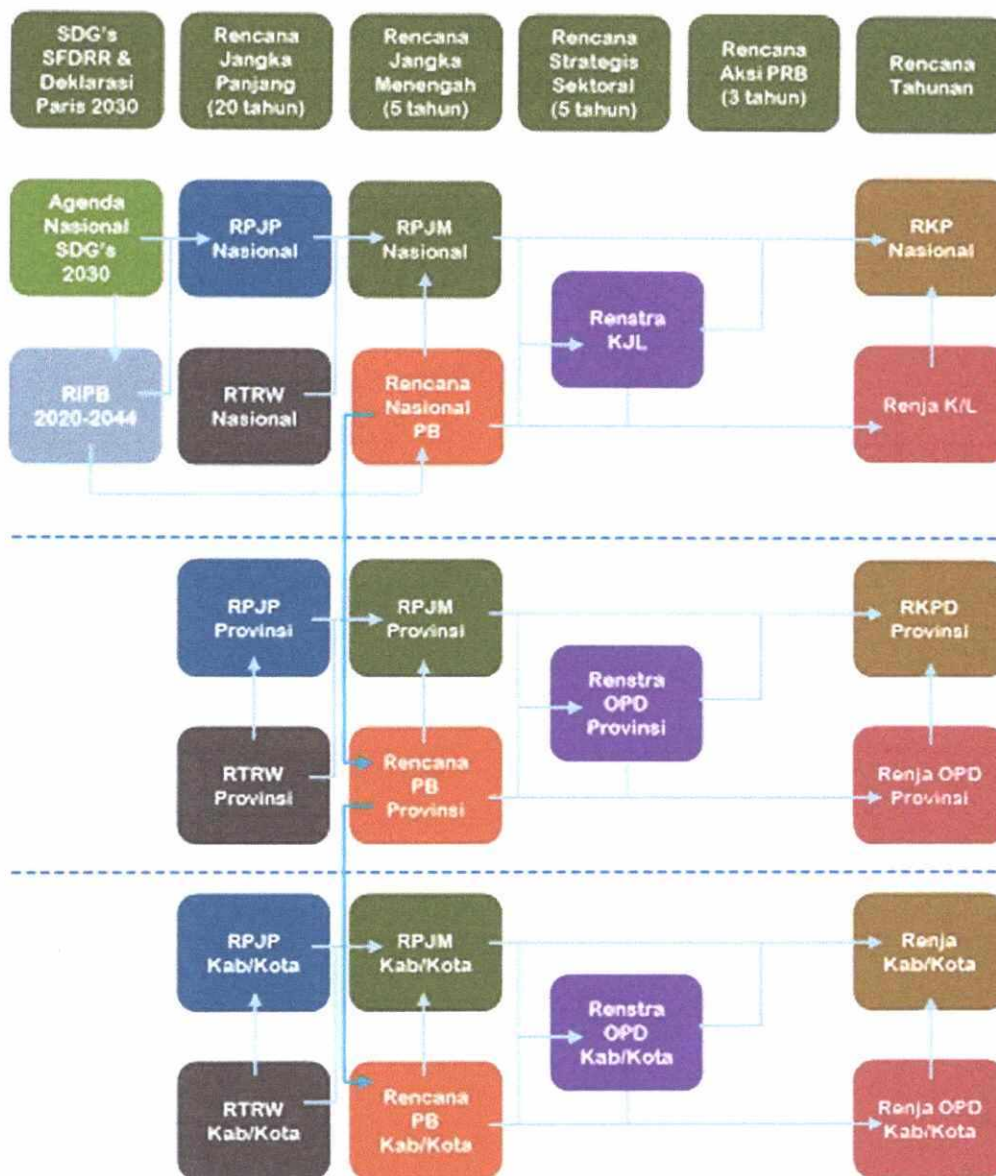 SDG's
SFDRR &
Deklarasi
Paris 2030
Rencana
Jangka
Panjang
(20 tahun)
Rencana
Jangka
Menengah
(5 tahun)
Rencana
Strategis
Sektoral
(5 tahun)
Rencana
Aksi PRB
(3 tahun)
Rencana
Tahunan
Agenda
Nasional
SDG's
2030
RPJP
Nasional
RPJM
Nasional
RKP
Nasional
Renstra
KJL
RIPB
2020-2044
RTRW
Nasional
Rencana
Nasional
PB
Renja K/L
RPJP
Provinsi
RPJM
Provinsi
RKPD
Provinsi
Renstra
OPD
Provinsi
RTRW
Provinsi
Rencana
PB
Provinsi
Renja OPD
Provinsi
RPJP
Kab/Kota
RPJM
Kab/Kota
Renja
Kab/Kota
Renstra
OPD
Kab/Kota
RTRW
Kab/Kota
Rencana
PB
Kab/Kota
Renja OPD
Kab/Kota